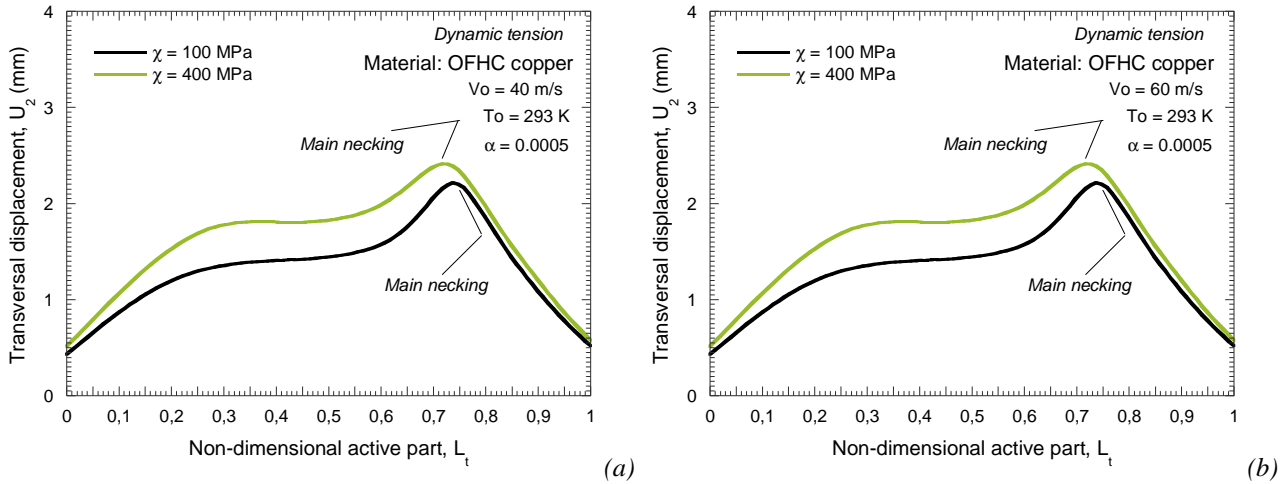 4
3
2
1
0
Transversal displacement, U2 (mm)
χ = 100 MPa
χ = 400 MPa
Dynamic tension
Material: OFHC copper
Vo = 40 m/s
To = 293 K
α = 0.0005
Main necking
Main necking
0 0,1 0,2 0,3 0,4 0,5 0,6 0,7 0,8 0,9 1
Non-dimensional active part, Lt
(a)
4
3
2
1
0
Transversal displacement, U2 (mm)
χ = 100 MPa
χ = 400 MPa
Dynamic tension
Material: OFHC copper
Vo = 60 m/s
To = 293 K
α = 0.0005
Main necking
Main necking
0 0,1 0,2 0,3 0,4 0,5 0,6 0,7 0,8 0,9 1
Non-dimensional active part, Lt
(b)